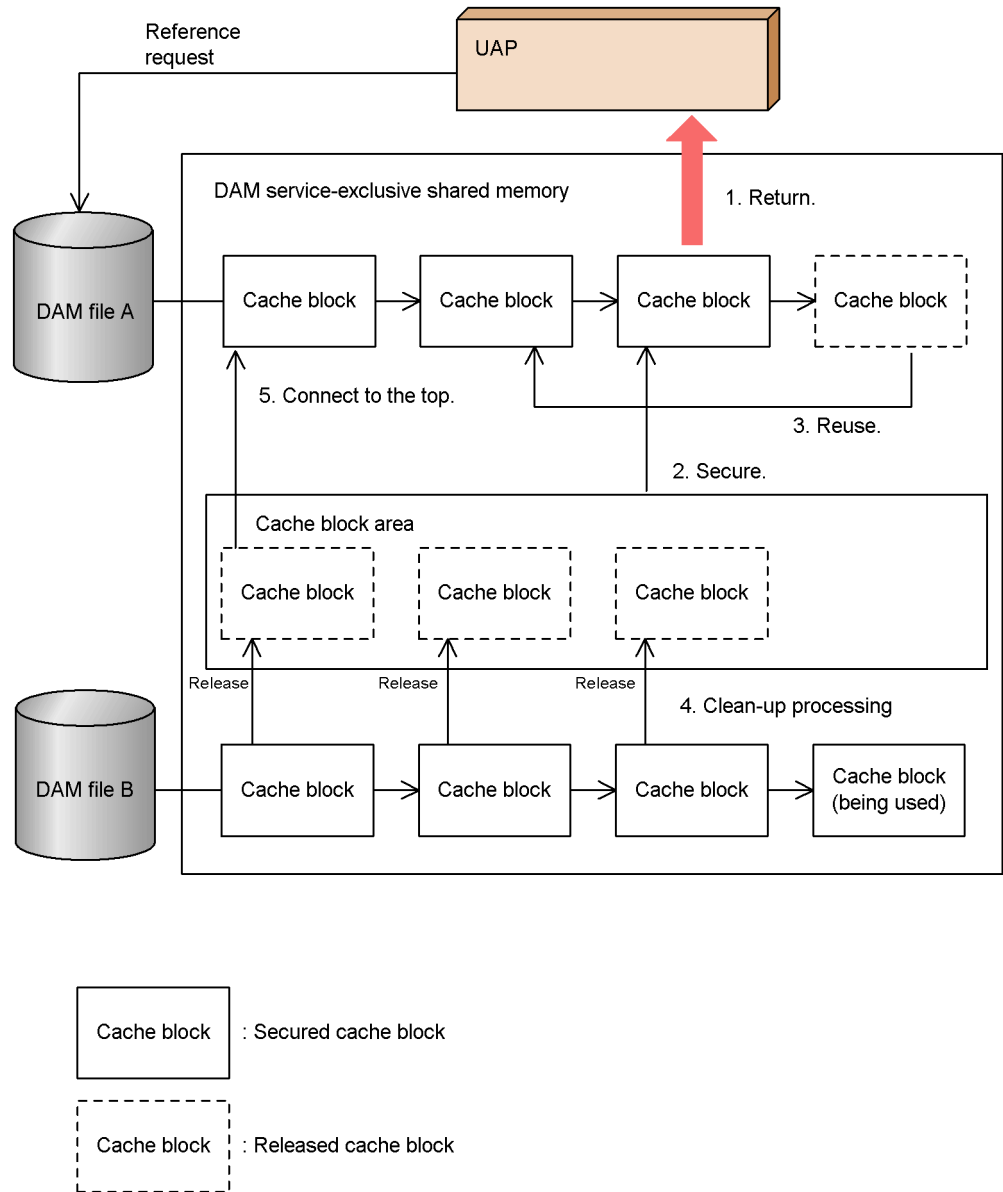 Reference
request
UAP
DAM service-exclusive shared memory
1. Return.
DAM file A
Cache block
Cache block
Cache block
Cache block
5. Connect to the top.
3. Reuse.
2. Secure.
Cache block area
Cache block
Cache block
Cache block
Release
Release
Release
4. Clean-up processing
DAM file B
Cache block
Cache block
Cache block
Cache block
(being used)
Cache block
: Secured cache block
Cache block
: Released cache block